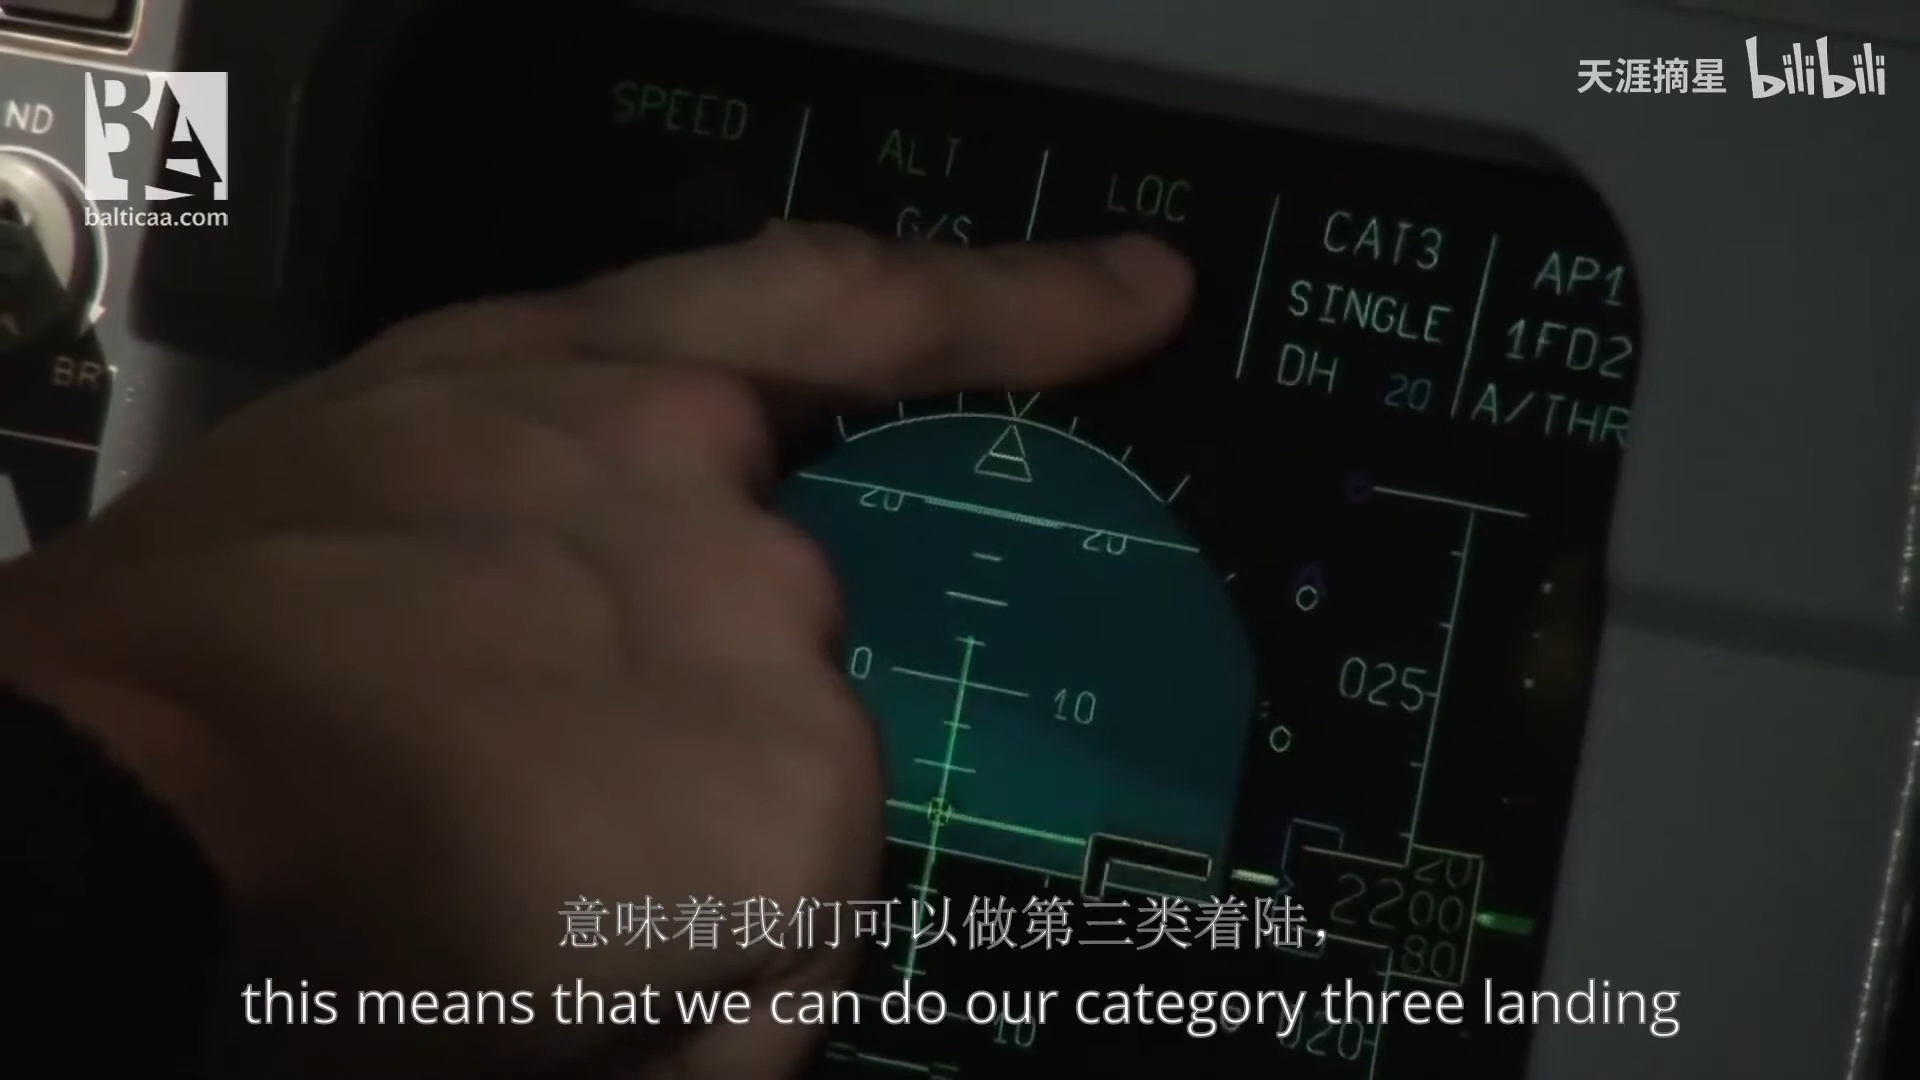 天涯摘星 bilibili
ND
BA
balticaa.com
BRT
SPEED
ALT
G/S
LOC
CAT3
SINGLE
DH 20
AP1
1FD2
A/THR
20 20
0 10
025
20
2200
80
10
020
意味着我们可以做第三类着陆，
this means that we can do our category three landing